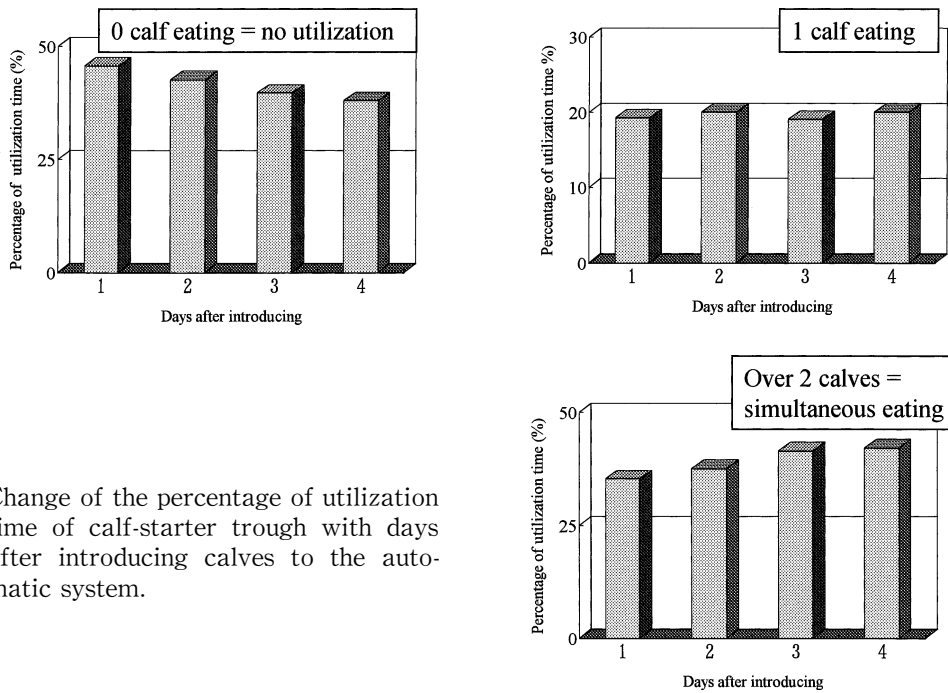 0 calf eating = no utilization
Percentage of utilization time (%)
50
25
0
1 2 3 4
Days after introducing
1 calf eating
Percentage of utilization time %)
30
20
10
0
1 2 3 4
Days after introducing
Over 2 calves =
simultaneous eating
Percentage of utilization time (%)
50
25
0
1 2 3 4
Days after introducing
Change of the percentage of utilization
time of calf-starter trough with days
after introducing calves to the auto-
matic system.